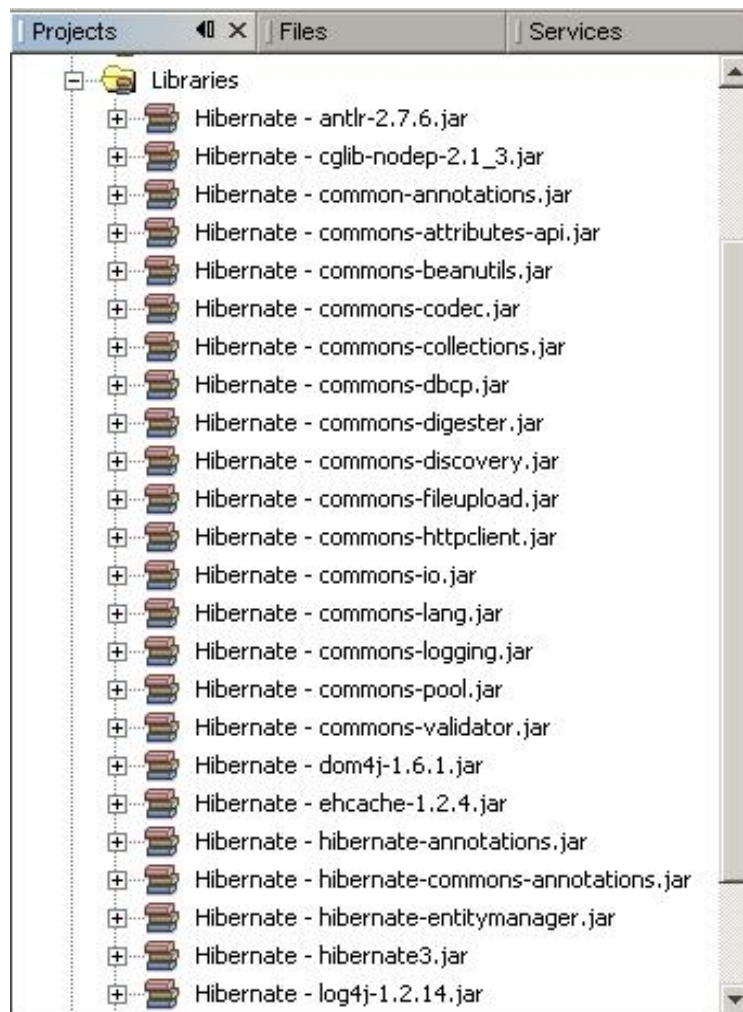 Projects Files Services
Libraries
Hibernate - antlr-2.7.6.jar
Hibernate - cglib-nodep-2.1_3.jar
Hibernate - common-annotations.jar
Hibernate - commons-attributes-api.jar
Hibernate - commons-beanutils.jar
Hibernate - commons-codec.jar
Hibernate - commons-collections.jar
Hibernate - commons-dbcp.jar
Hibernate - commons-digester.jar
Hibernate - commons-discovery.jar
Hibernate - commons-fileupload.jar
Hibernate - commons-httpclient.jar
Hibernate - commons-io.jar
Hibernate - commons-lang.jar
Hibernate - commons-logging.jar
Hibernate - commons-pool.jar
Hibernate - commons-validator.jar
Hibernate - dom4j-1.6.1.jar
Hibernate - ehcache-1.2.4.jar
Hibernate - hibernate-annotations.jar
Hibernate - hibernate-commons-annotations.jar
Hibernate - hibernate-entitymanager.jar
Hibernate - hibernate3.jar
Hibernate - log4j-1.2.14.jar